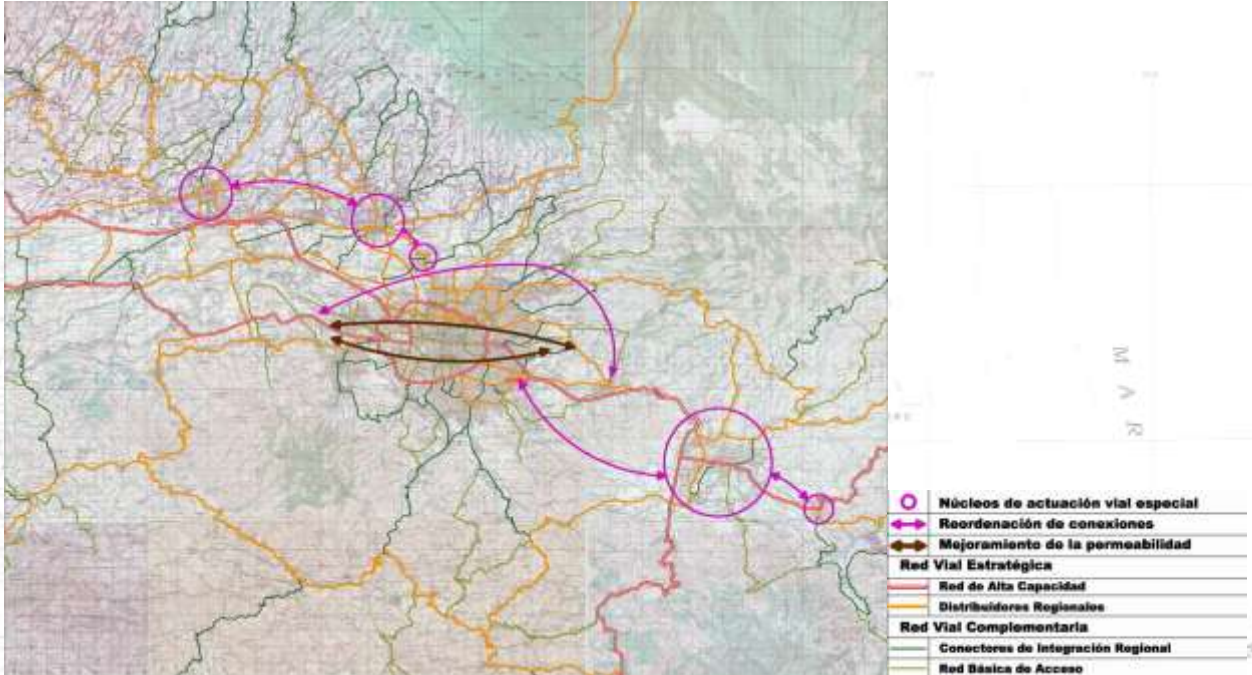 M A R
Núcleos de actuación vial especial
Reordenación de conexiones
Mejoramiento de la permeabilidad
Red Vial Estratégica
Red de Alta Capacidad
Distribuidores Regionales
Red Vial Complementaria
Conectores de Integración Regional
Red Básica de Acceso